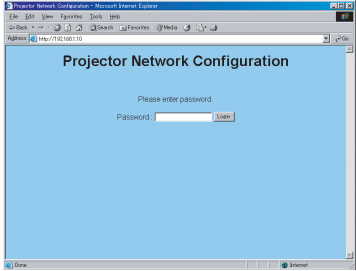 Projector Network Configuration - Microsoft Internet Explorer
File Edit View Favorites Tools Help
Back Search Favorites Media
Address http://192.168.1.10 Go
Projector Network Configuration
Please enter password.
Password : Login
Done Internet